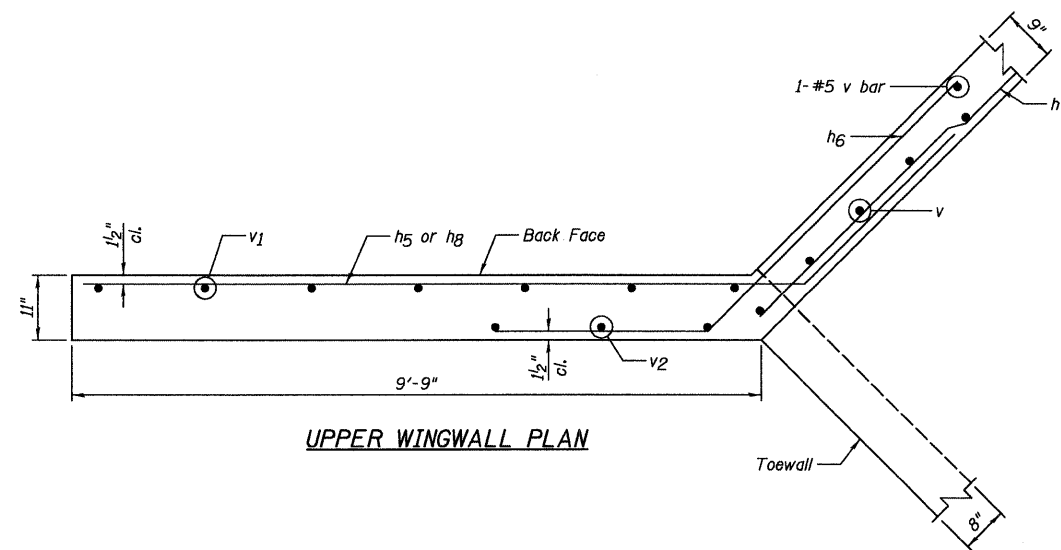 9"
1-#5 v bar
h
h6
v
v1
h5 or h8
Back Face
1½"
cl.
11"
1½"
cl.
v2
9'-9"
UPPER WINGWALL PLAN
Toewall
8"